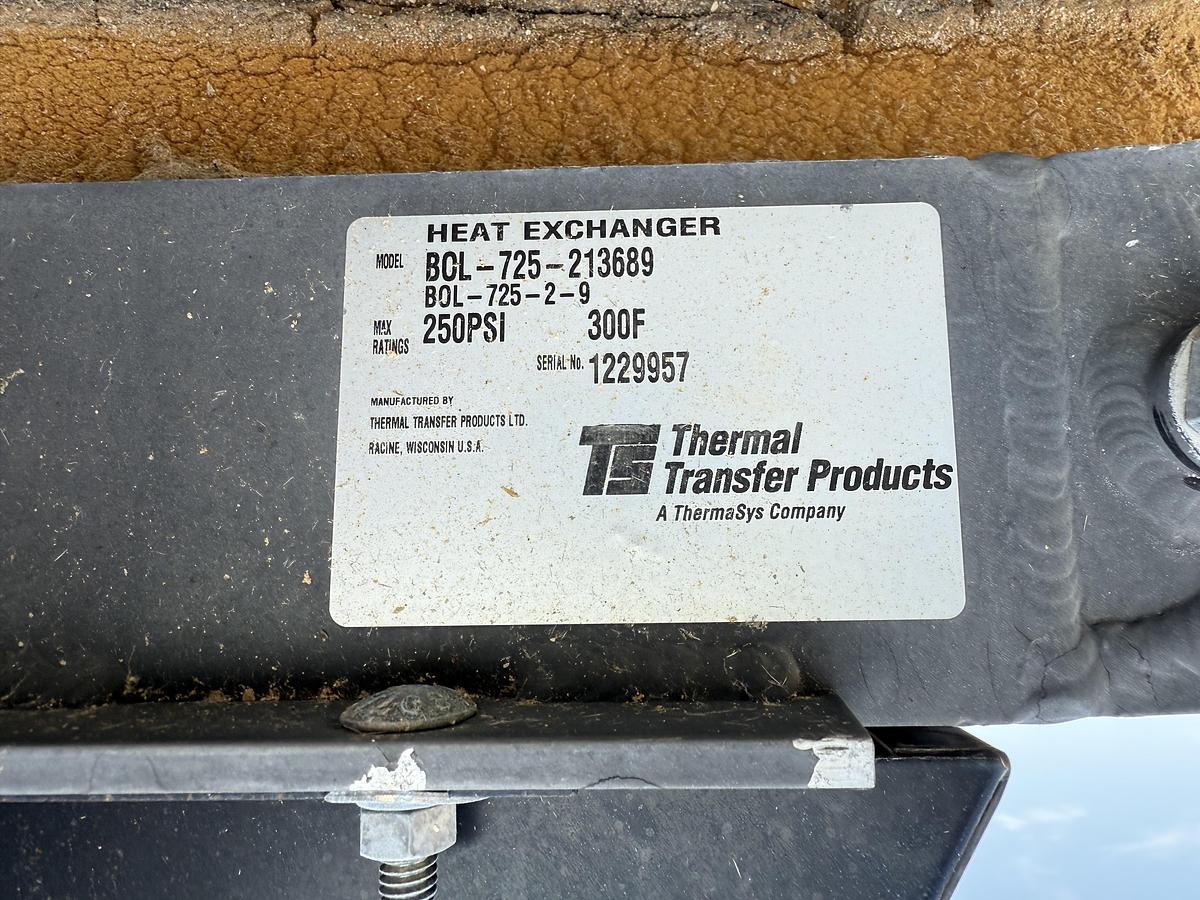 HEAT EXCHANGER
MODEL BOL-725-213689
BOL-725-2-9
MAX RATINGS 250PSI 300F
SERIAL No. 1229957
MANUFACTURED BY
THERMAL TRANSFER PRODUCTS LTD.
RACINE, WISCONSIN U.S.A.
TTS Thermal
Transfer Products
A ThermaSys Company